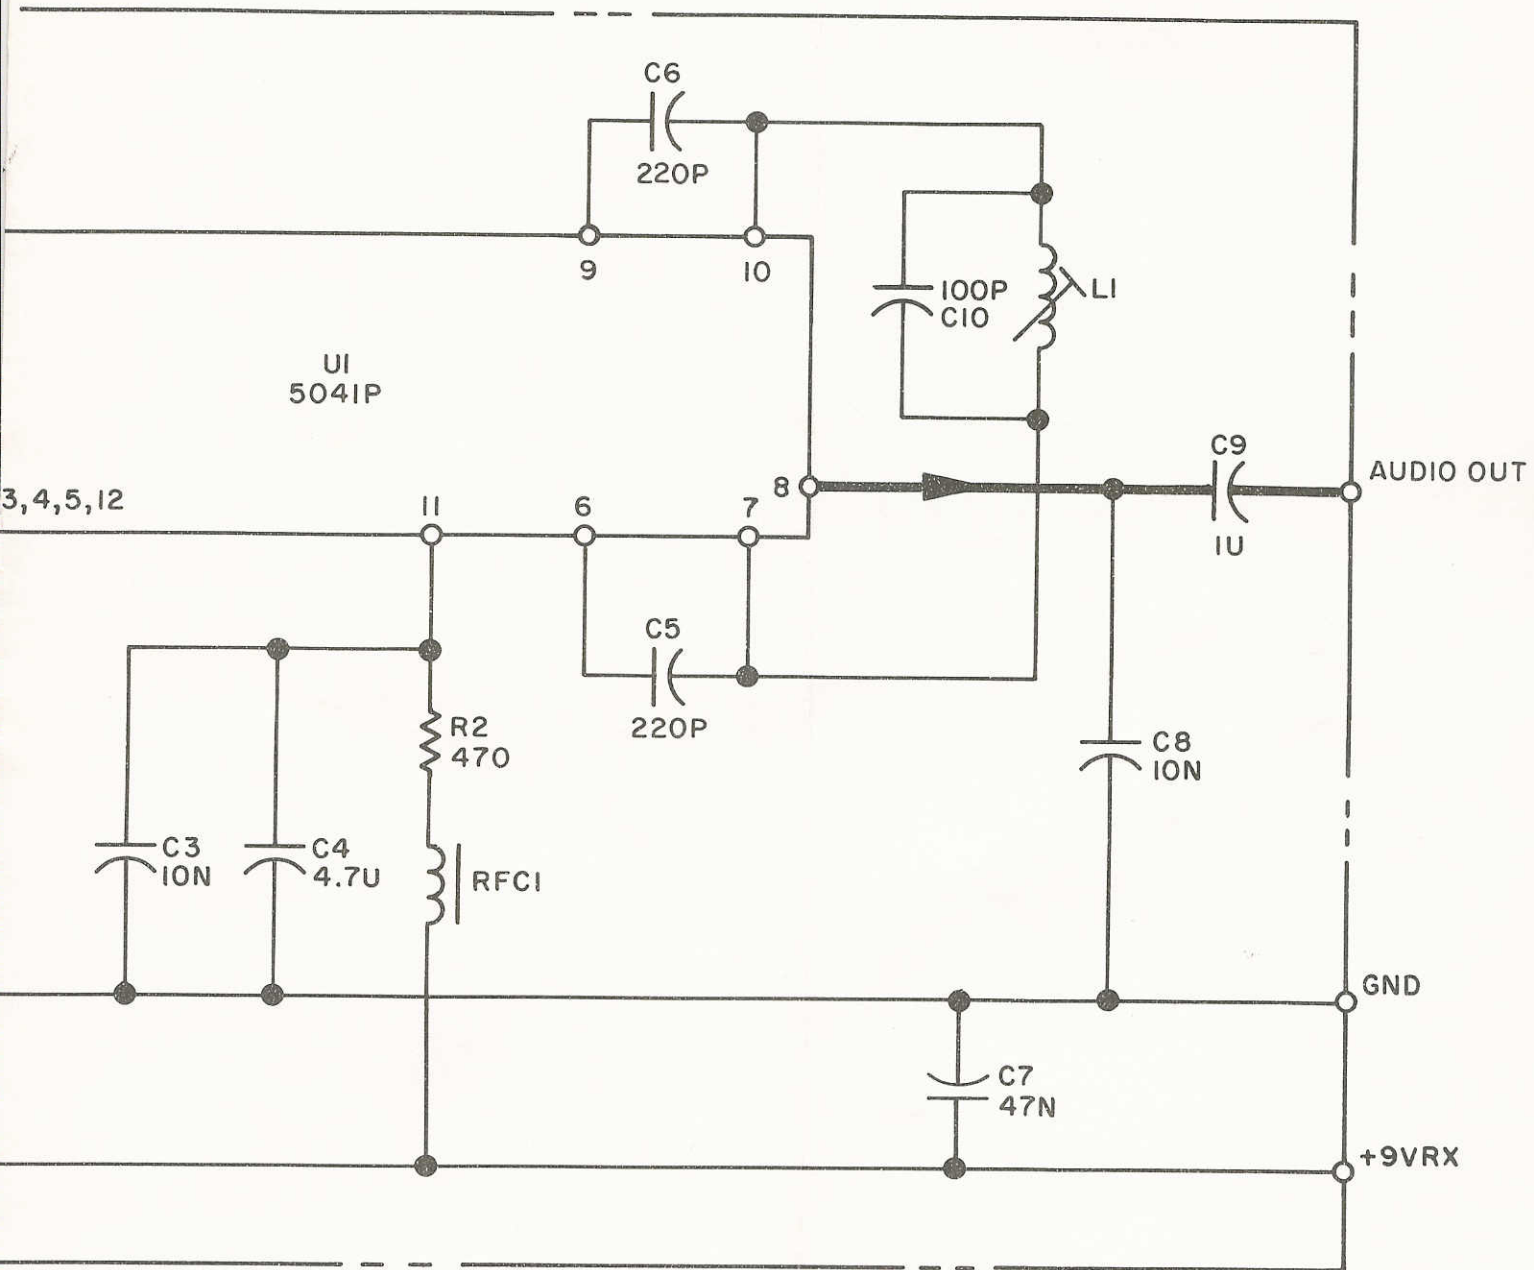 C6
220P
9
10
100P
C10
L1
U1
5041P
C9
AUDIO OUT
8
3,4,5,12
11
6
7
1U
C5
220P
R2
470
C8
10N
C3
10N
C4
4.7U
RFC1
GND
C7
47N
+9VRX